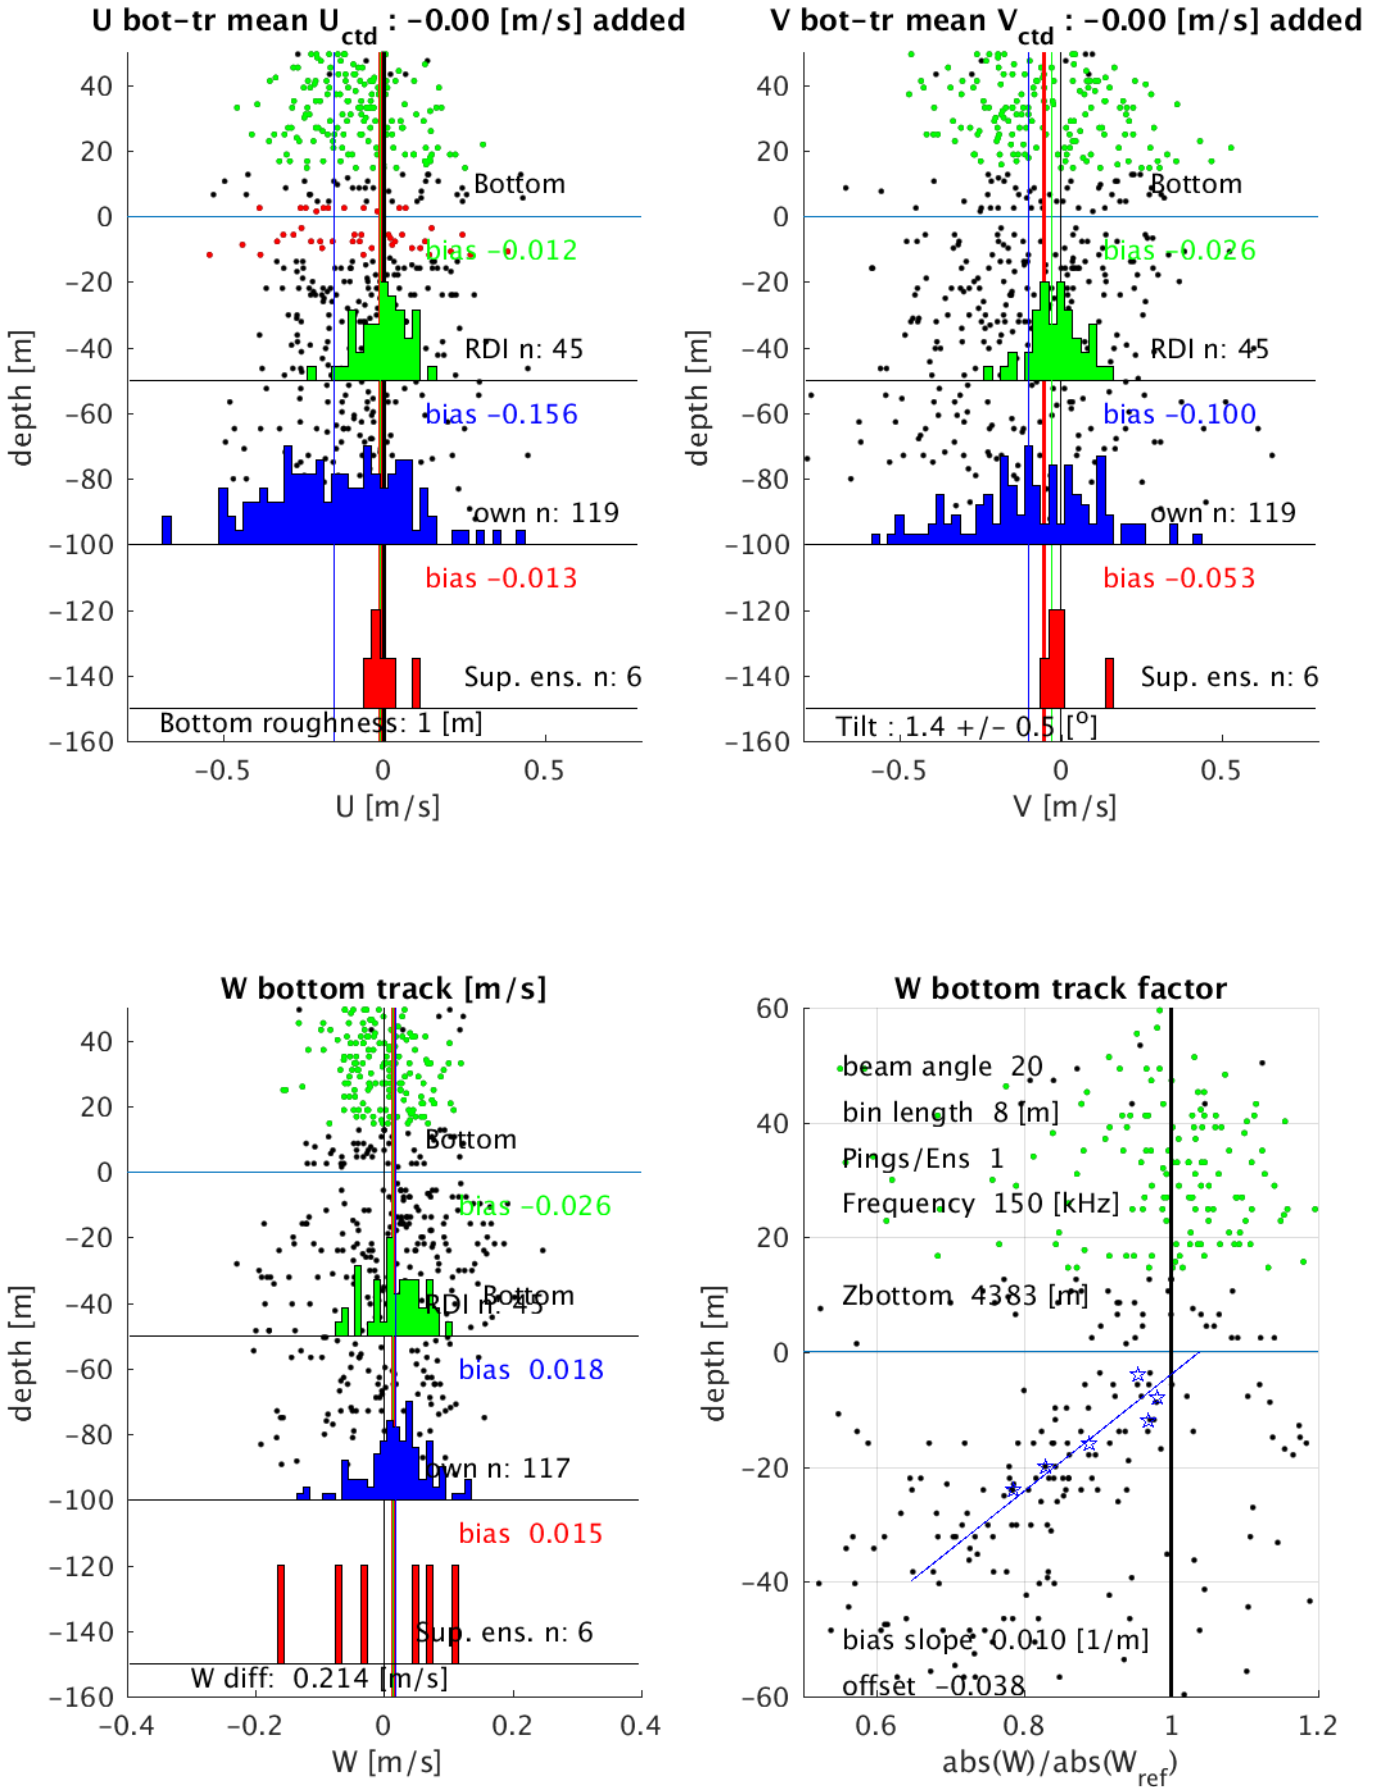 U bot-tr mean Uctd : -0.00 [m/s] added
40
20
0
-20
-40
-60
-80
-100
-120
-140
-160
depth [m]
Bottom
bias -0.012
RDI n: 45
bias -0.156
own n: 119
bias -0.013
Sup. ens. n: 6
Bottom roughness: 1 [m]
-0.5 0 0.5
U [m/s]
V bot-tr mean Vctd : -0.00 [m/s] added
40
20
0
-20
-40
-60
-80
-100
-120
-140
-160
depth [m]
Bottom
bias -0.026
RDI n: 45
bias -0.100
own n: 119
bias -0.053
Sup. ens. n: 6
Tilt : 1.4 +/- 0.5 [o]
-0.5 0 0.5
V [m/s]
W bottom track [m/s]
40
20
0
-20
-40
-60
-80
-100
-120
-140
-160
depth [m]
Bottom
bias -0.026
Bottom
RDI n: 45
bias 0.018
own n: 117
bias 0.015
Sup. ens. n: 6
W diff: 0.214 [m/s]
-0.4 -0.2 0 0.2 0.4
W [m/s]
W bottom track factor
60
40
20
0
-20
-40
-60
depth [m]
beam angle 20
bin length 8 [m]
Pings/Ens 1
Frequency 150 [kHz]
Zbottom 4383 [m]
bias slope 0.010 [1/m]
offset -0.038
0.6 0.8 1 1.2
abs(W)/abs(Wref)